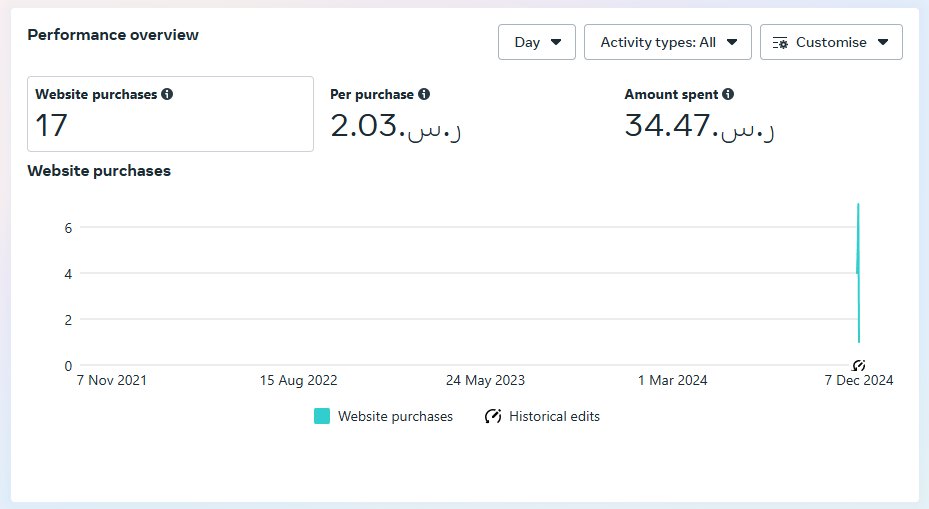 Performance overview
Day
Activity types: All
Customise
Website purchases
17
Per purchase
2.03.ر.س
Amount spent
34.47.ر.س
Website purchases
6
4
2
0
7 Nov 2021
15 Aug 2022
24 May 2023
1 Mar 2024
7 Dec 2024
Website purchases
Historical edits